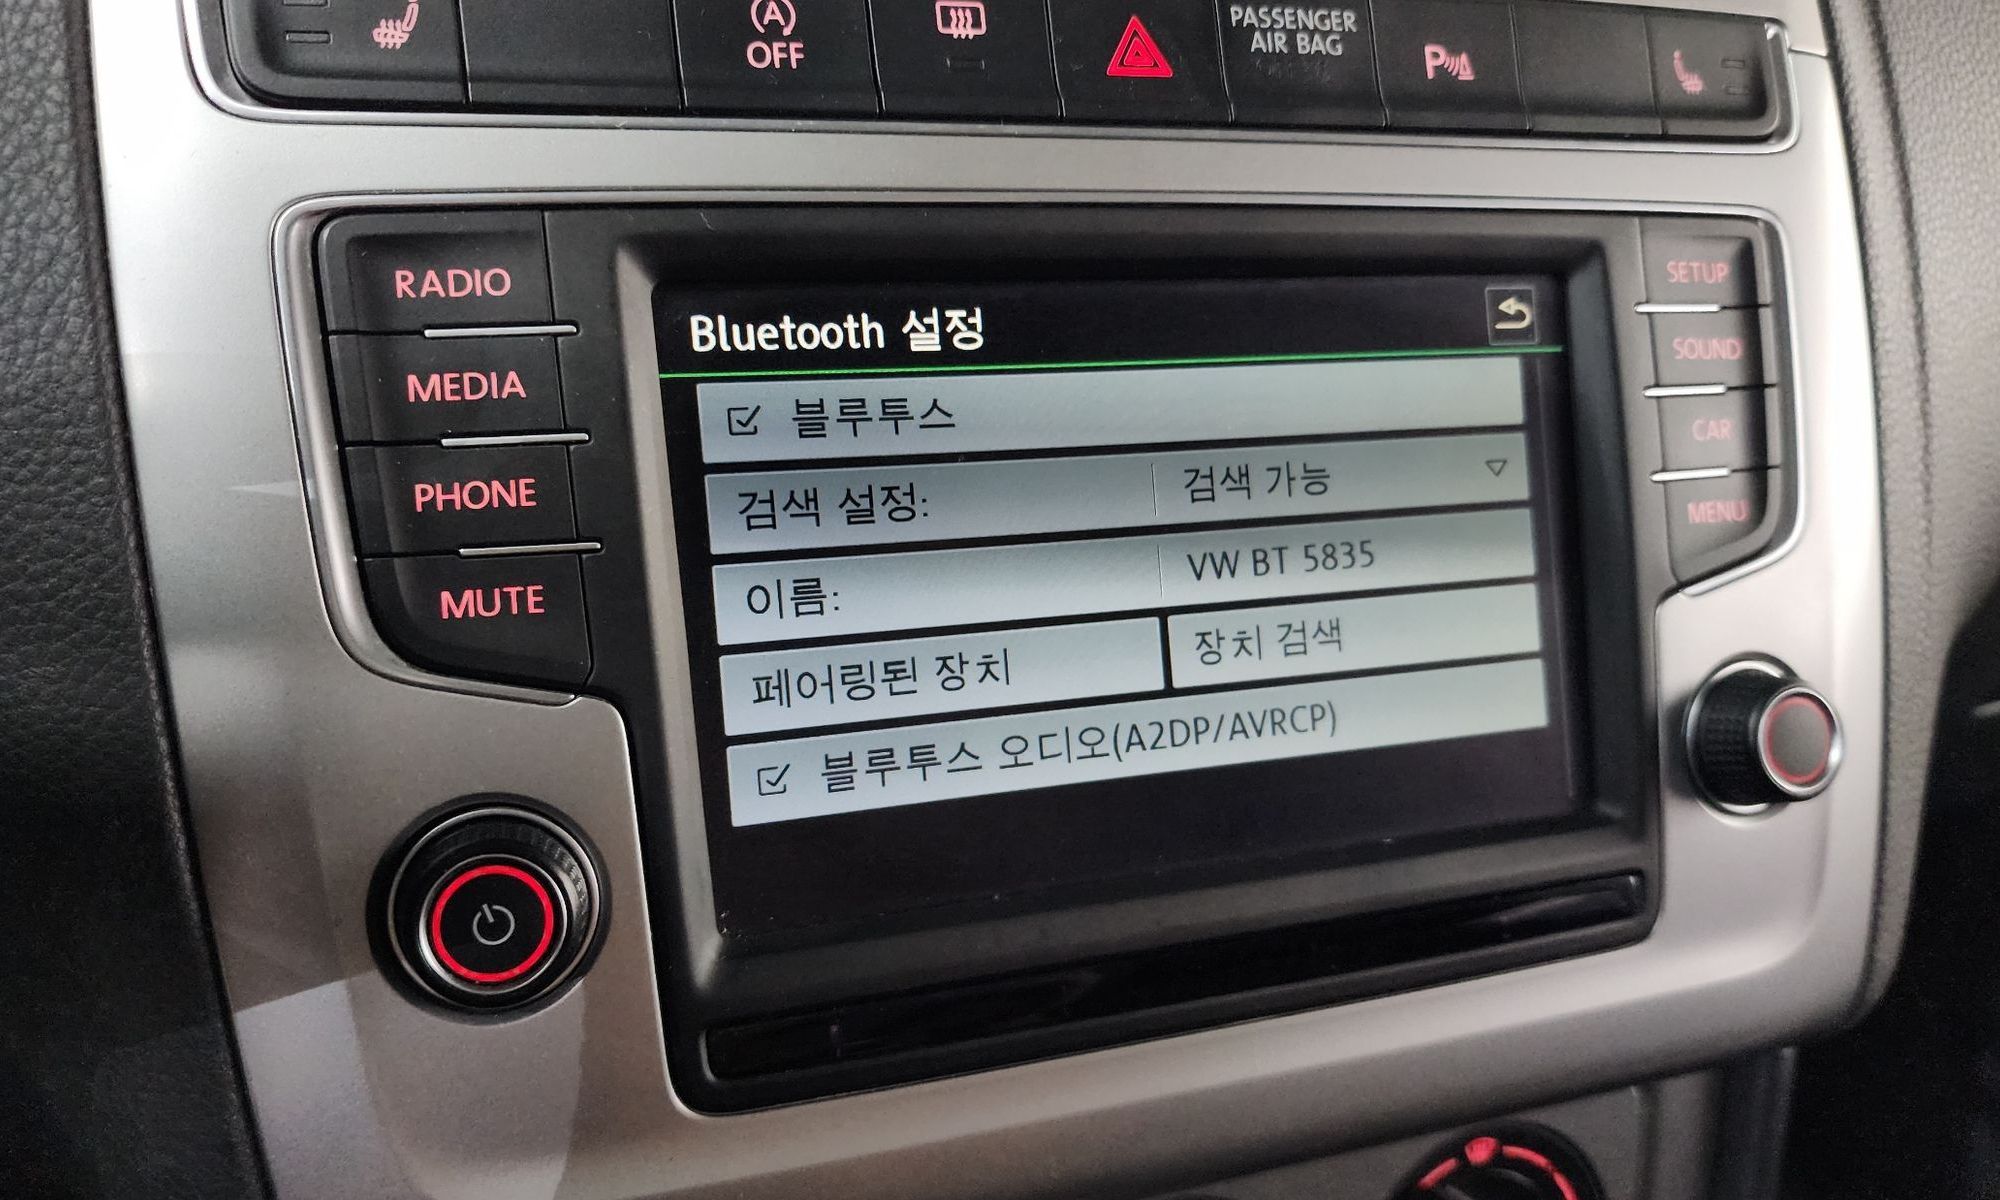 A
OFF
PASSENGER
AIR BAG
P
RADIO
MEDIA
PHONE
MUTE
Bluetooth 설정
블루투스
검색 설정: 검색 가능
이름: VW BT 5835
페어링된 장치 장치 검색
블루투스 오디오(A2DP/AVRCP)
SETUP
SOUND
CAR
MENU